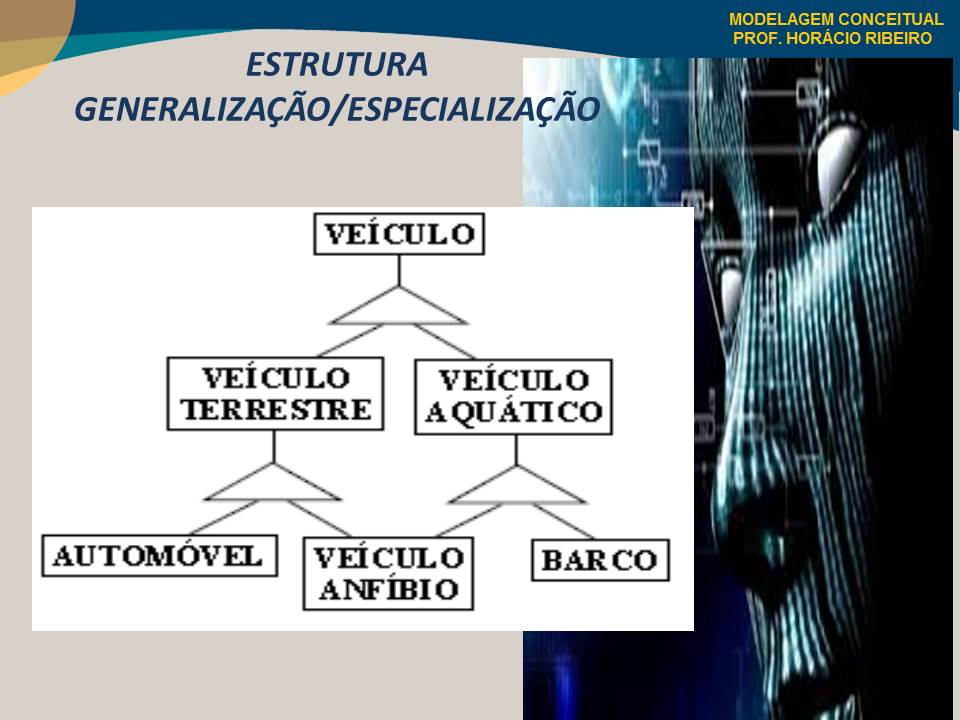 MODELAGEM CONCEITUAL
PROF. HORÁCIO RIBEIRO
ESTRUTURA
GENERALIZAÇÃO/ESPECIALIZAÇÃO
VEÍCULO
VEÍCULO
TERRESTRE
VEÍCULO
AQUÁTICO
AUTOMÓVEL
VEÍCULO
ANFÍBIO
BARCO